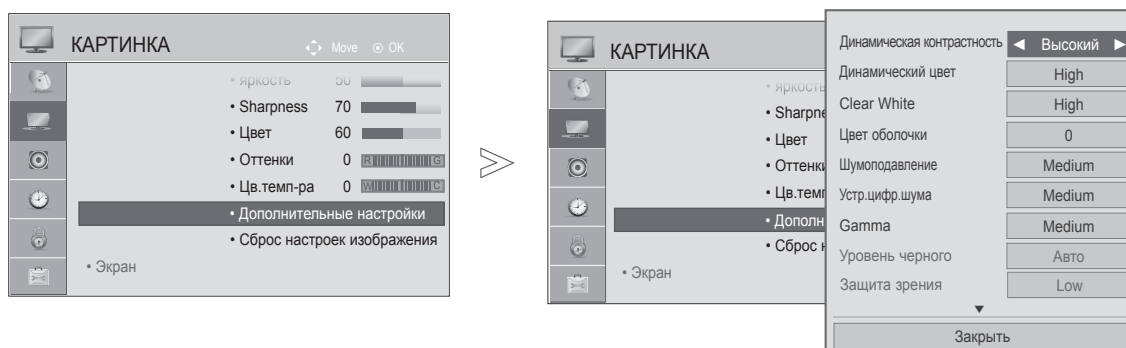 КАРТИНКА
Move OK
• яркость 50
• Sharpness 70
• Цвет 60
• Оттенки 0 R G
• Цв.темп-ра 0 W C
• Дополнительные настройки
• Сброс настроек изображения
• Экран
КАРТИНКА
• яркость
• Sharpne
• Цвет
• Оттенки
• Цв.темп
• Дополн
• Сброс н
• Экран
Динамическая контрастность ◄ Высокий ►
Динамический цвет High
Clear White High
Цвет оболочки 0
Шумоподавление Medium
Устр.цифр.шума Medium
Gamma Medium
Уровень черного Авто
Защита зрения Low
▼
Закрыть